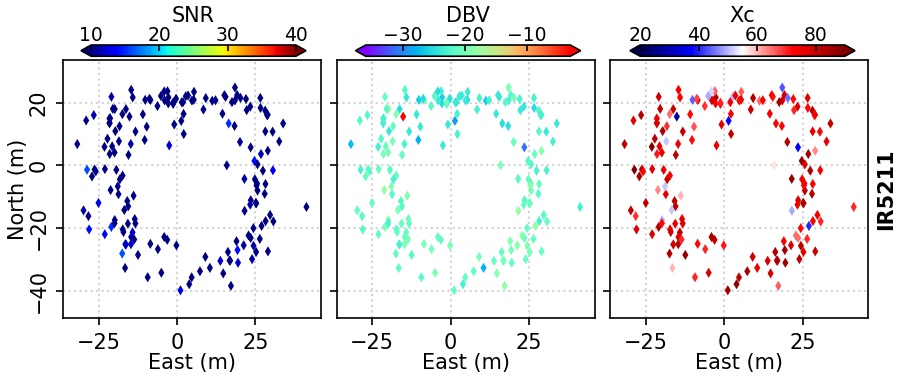 SNR DBV Xc
10 20 30 40 −30 −20 −10 20 40 60 80
North (m)
20
0
−20
−40
−25 0 25 −25 0 25 −25 0 25
East (m) East (m) East (m)
IR5211